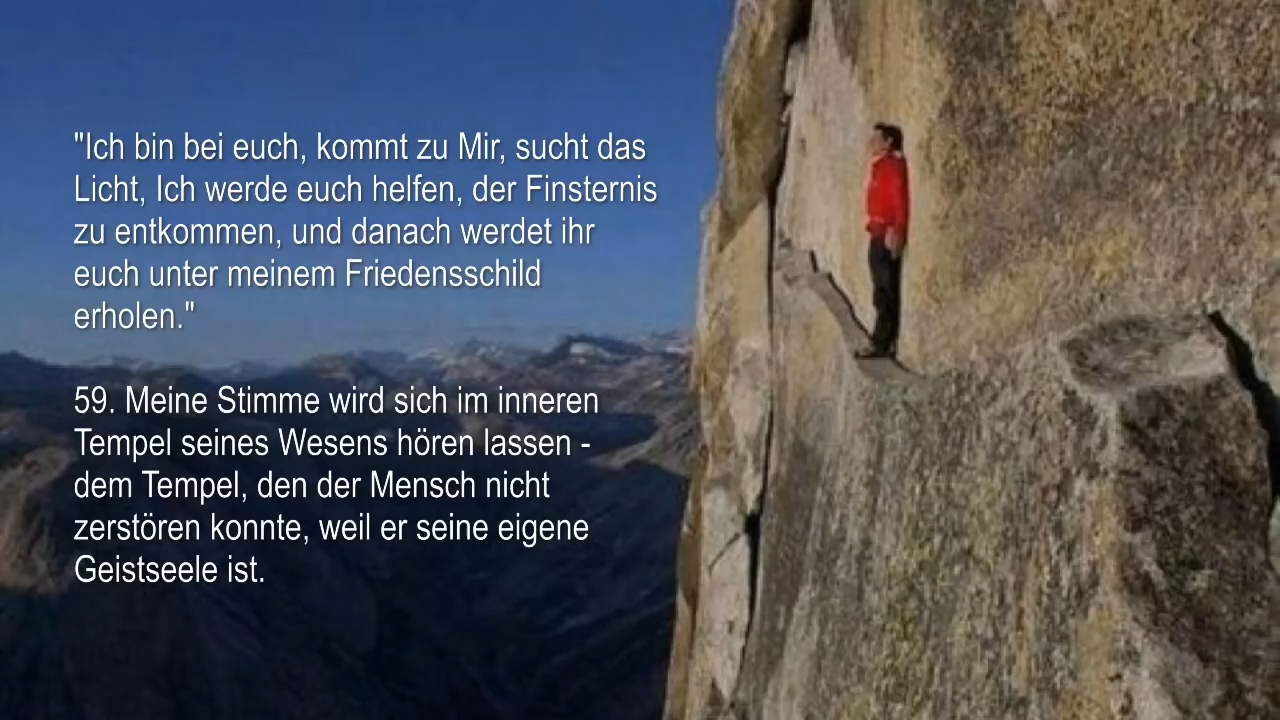 "Ich bin bei euch, kommt zu Mir, sucht das
Licht, Ich werde euch helfen, der Finsternis
zu entkommen, und danach werdet ihr
euch unter meinem Friedensschild
erholen."
59. Meine Stimme wird sich im inneren
Tempel seines Wesens hören lassen -
dem Tempel, den der Mensch nicht
zerstören konnte, weil er seine eigene
Geistseele ist.